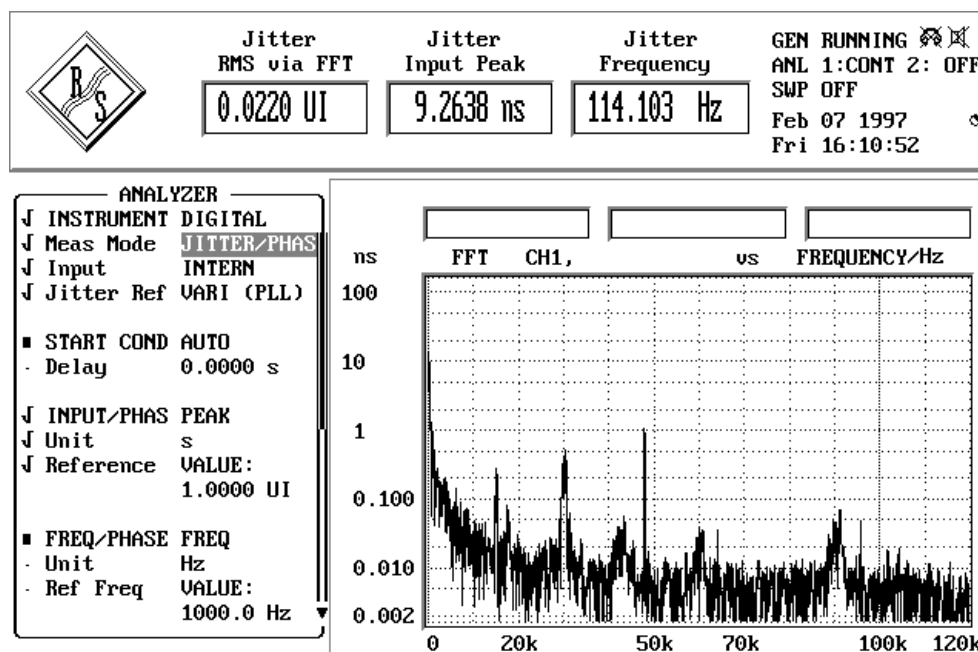 R
S
Jitter
RMS via FFT
0.0220 UI
Jitter
Input Peak
9.2638 ns
Jitter
Frequency
114.103 Hz
GEN RUNNING
ANL 1:CONT 2: OFF
SWP OFF
Feb 07 1997
Fri 16:10:52
ANALYZER
√ INSTRUMENT DIGITAL
√ Meas Mode JITTER/PHAS
√ Input INTERN
√ Jitter Ref VARI (PLL)
▪ START COND AUTO
· Delay 0.0000 s
√ INPUT/PHAS PEAK
√ Unit s
√ Reference VALUE:
1.0000 UI
▪ FREQ/PHASE FREQ
· Unit Hz
· Ref Freq VALUE:
1000.0 Hz ▼
ns FFT CH1, vs FREQUENCY/Hz
100
10
1
0.100
0.010
0.002
0 20k 50k 70k 100k 120k